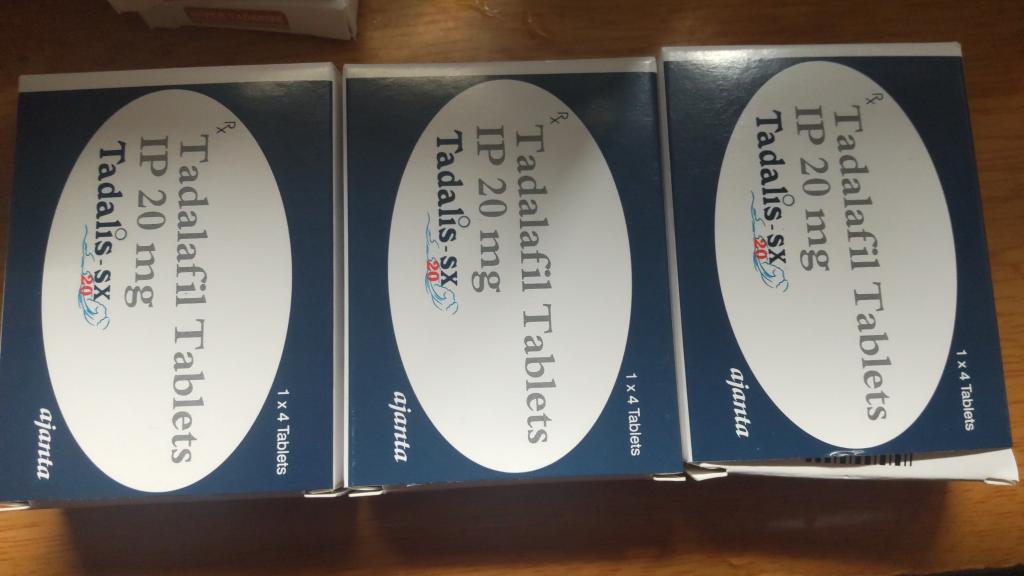 Rx
Tadalafil Tablets
IP 20 mg
Tadalis-sx
20
1 x 4 Tablets
ajanta
Rx
Tadalafil Tablets
IP 20 mg
Tadalis-sx
20
1 x 4 Tablets
ajanta
Rx
Tadalafil Tablets
IP 20 mg
Tadalis-sx
20
1 x 4 Tablets
ajanta